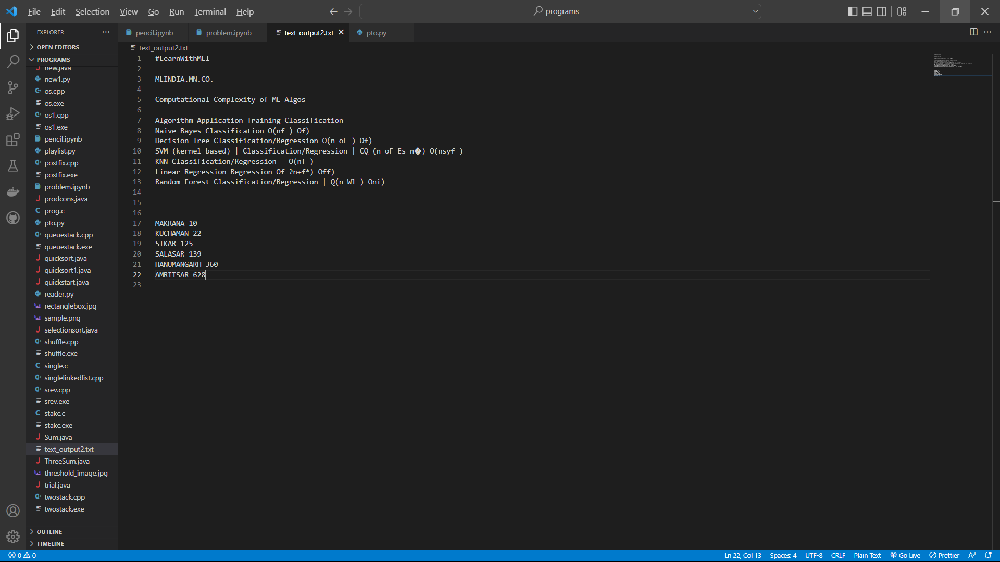 File Edit Selection View Go Run Terminal Help
programs
EXPLORER
pencil.ipynb
problem.ipynb
text_output2.txt
pto.py
OPEN EDITORS
PROGRAMS
new.java
new1.py
os.cpp
os.exe
os1.cpp
os1.exe
pencil.ipynb
playlist.py
postfix.cpp
postfix.exe
problem.ipynb
prodcons.java
prog.c
pto.py
queuestack.cpp
queuestack.exe
quicksort.java
quicksort1.java
quickstart.java
reader.py
rectanglebox.jpg
sample.png
selectionsort.java
shuffle.cpp
shuffle.exe
single.c
singlelinkedlist.cpp
srev.cpp
srev.exe
stakc.c
stakc.exe
Sum.java
text_output2.txt
ThreeSum.java
threshold_image.jpg
trial.java
twostack.cpp
twostack.exe
OUTLINE
TIMELINE
text_output2.txt
1 #LearnWithMLI
2
3 MLINDIA.MN.CO.
4
5 Computational Complexity of ML Algos
6
7 Algorithm Application Training Classification
8 Naive Bayes Classification O(nf ) Of)
9 Decision Tree Classification/Regression O(n oF ) Of)
10 SVM (kernel based) | Classification/Regression | CQ (n oF Es n�) O(nsyf )
11 KNN Classification/Regression - O(nf )
12 Linear Regression Regression Of ?n+f*) Off)
13 Random Forest Classification/Regression | Q(n Wl ) Oni)
14
15
16
17 MAKRANA 10
18 KUCHAMAN 22
19 SIKAR 125
20 SALASAR 139
21 HANUMANGARH 360
22 AMRITSAR 628
23
0 0
Ln 22, Col 13 Spaces: 4 UTF-8 CRLF Plain Text Go Live Prettier